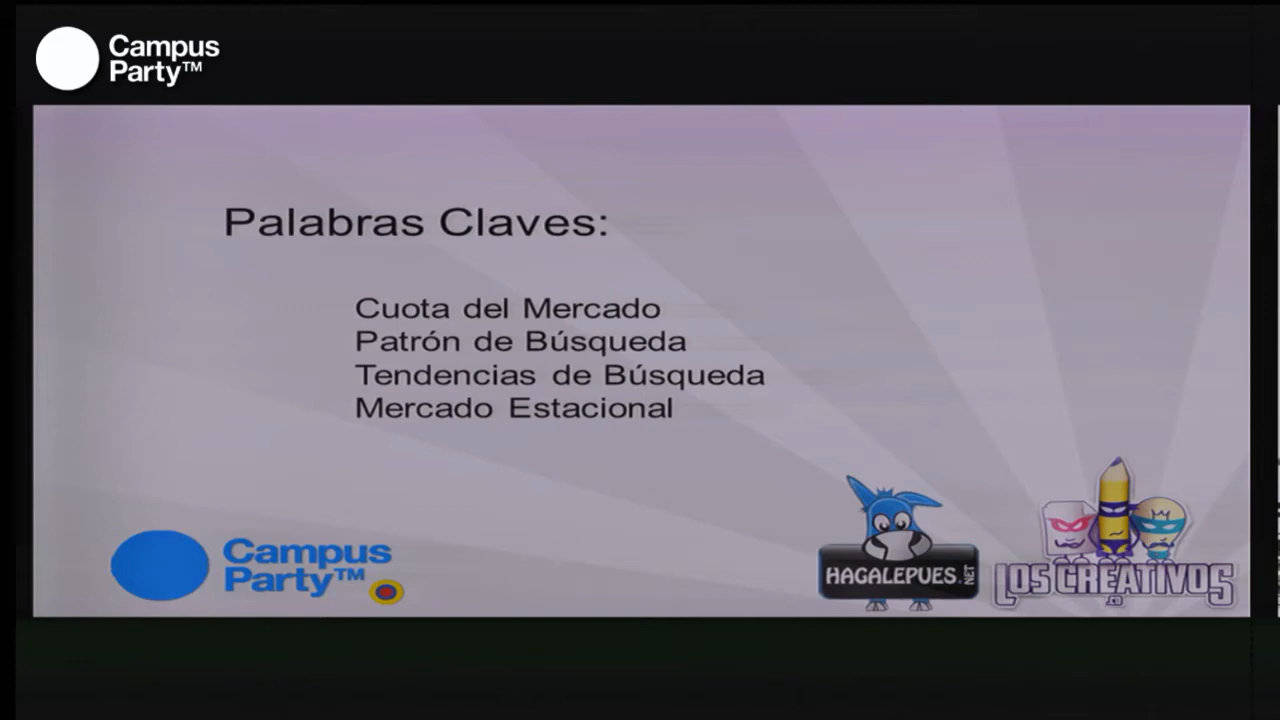 Campus
Party™
Palabras Claves:
Cuota del Mercado
Patrón de Búsqueda
Tendencias de Búsqueda
Mercado Estacional
Campus
Party™
HAGALEPUES.NET
LOS CREATIVOS
.co